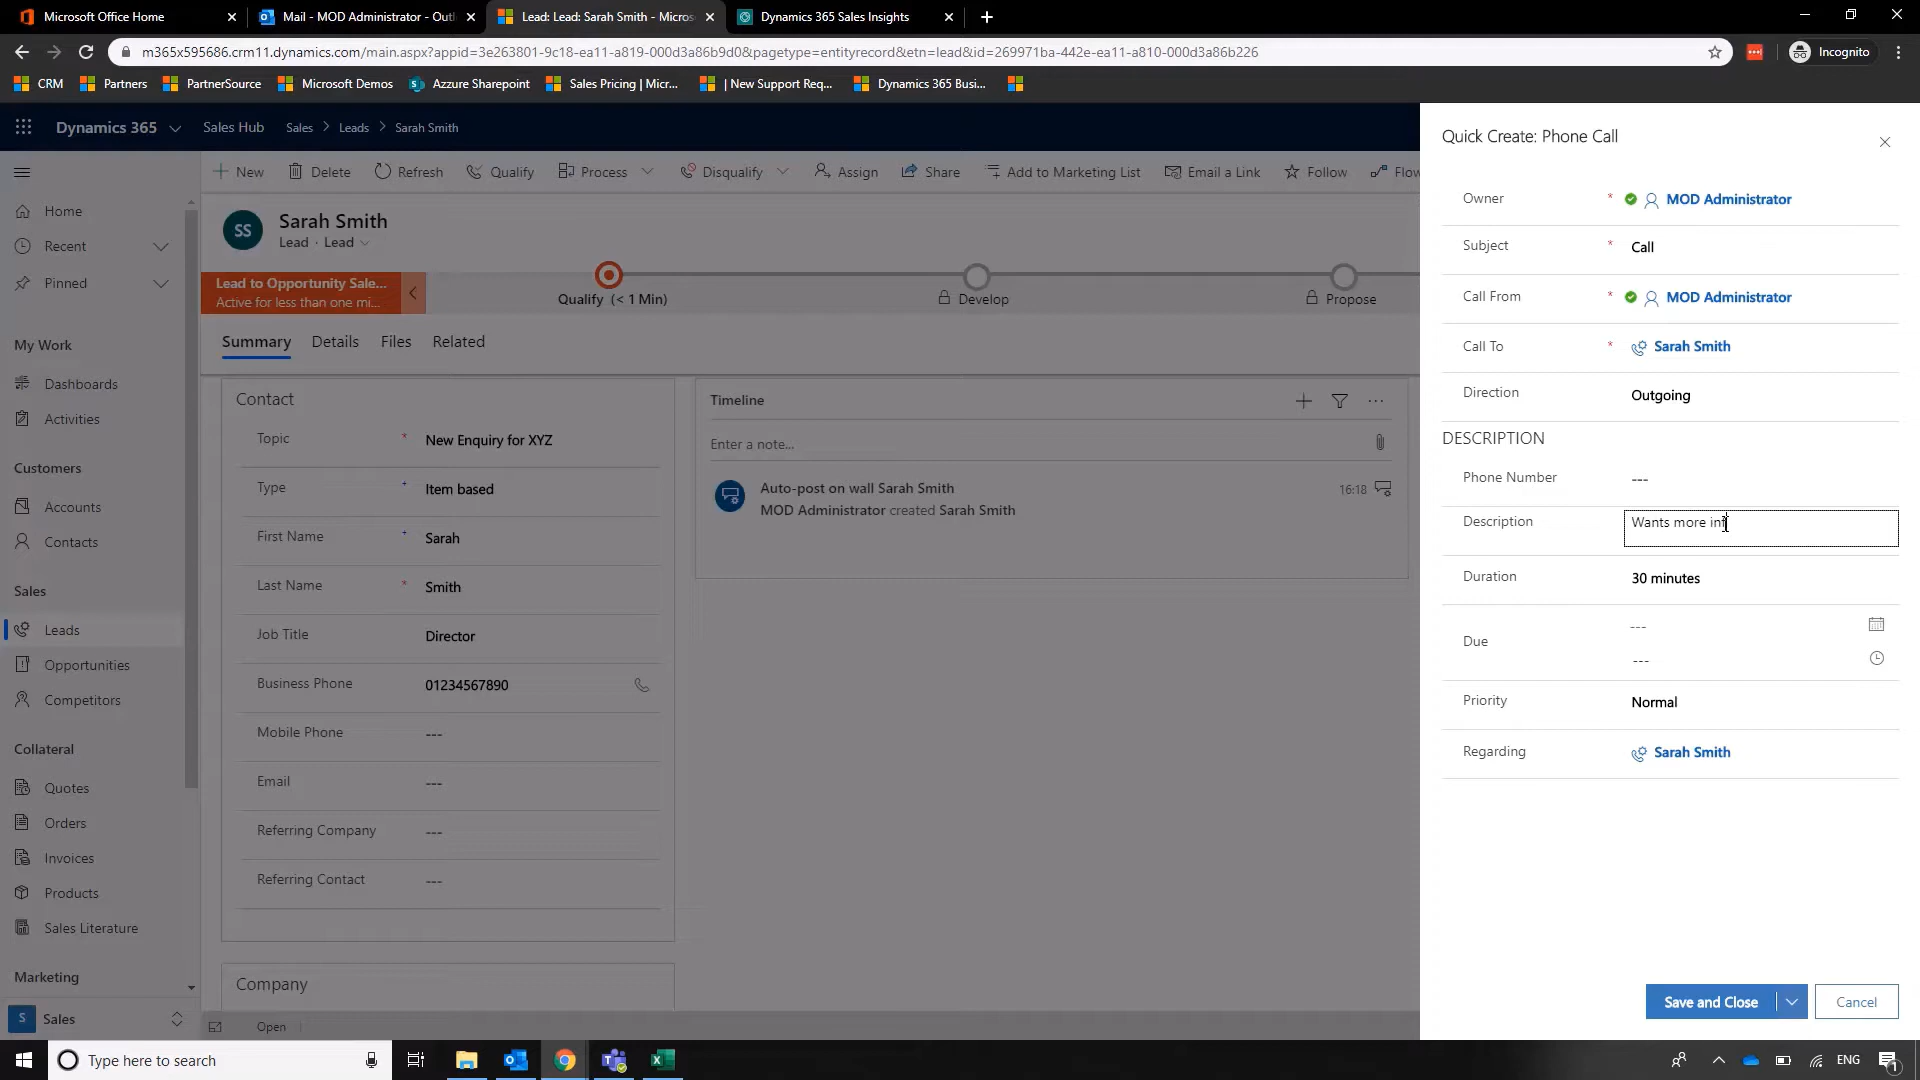 Microsoft Office Home
Mail - MOD Administrator - Outl
Lead: Lead: Sarah Smith - Micros
Dynamics 365 Sales Insights
m365x595686.crm11.dynamics.com/main.aspx?appid=3e263801-9c18-ea11-a819-000d3a86b9d0&pagetype=entityrecord&etn=lead&id=269971ba-442e-ea11-a810-000d3a86b226
Incognito
CRM
Partners
PartnerSource
Microsoft Demos
Azzure Sharepoint
Sales Pricing | Micr...
| New Support Req...
Dynamics 365 Busi...
Dynamics 365
Sales Hub
Sales > Leads > Sarah Smith
New
Delete
Refresh
Qualify
Process
Disqualify
Assign
Share
Add to Marketing List
Email a Link
Follow
Flow
Home
Recent
Pinned
My Work
Dashboards
Activities
Customers
Accounts
Contacts
Sales
Leads
Opportunities
Competitors
Collateral
Quotes
Orders
Invoices
Products
Sales Literature
Marketing
S Sales
SS
Sarah Smith
Lead · Lead
Lead to Opportunity Sale...
Active for less than one mi...
Qualify (< 1 Min)
Develop
Propose
Summary
Details
Files
Related
Contact
Topic * New Enquiry for XYZ
Type + Item based
First Name + Sarah
Last Name * Smith
Job Title Director
Business Phone 01234567890
Mobile Phone ---
Email ---
Referring Company ---
Referring Contact ---
Company
Open
Timeline
Enter a note...
Auto-post on wall Sarah Smith
16:18
MOD Administrator created Sarah Smith
Quick Create: Phone Call
Owner * MOD Administrator
Subject * Call
Call From * MOD Administrator
Call To * Sarah Smith
Direction Outgoing
DESCRIPTION
Phone Number ---
Description Wants more inf
Duration 30 minutes
Due ---
---
Priority Normal
Regarding Sarah Smith
Save and Close
Cancel
Type here to search
ENG
1